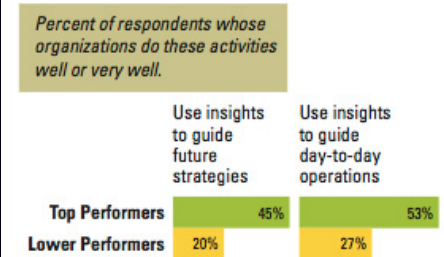 Percent of respondents whose
organizations do these activities
well or very well.
Use insights
to guide
future
strategies
Use insights
to guide
day-to-day
operations
Top Performers 45% 53%
Lower Performers 20% 27%